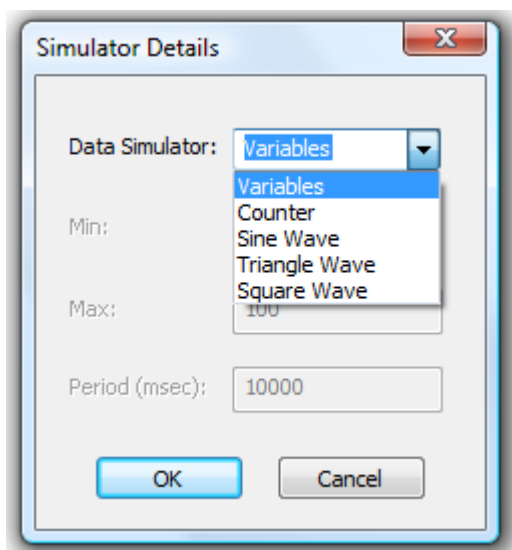 Simulator Details
Data Simulator: Variables
Variables
Counter
Sine Wave
Triangle Wave
Square Wave
Min:
Max: 100
Period (msec): 10000
OK Cancel